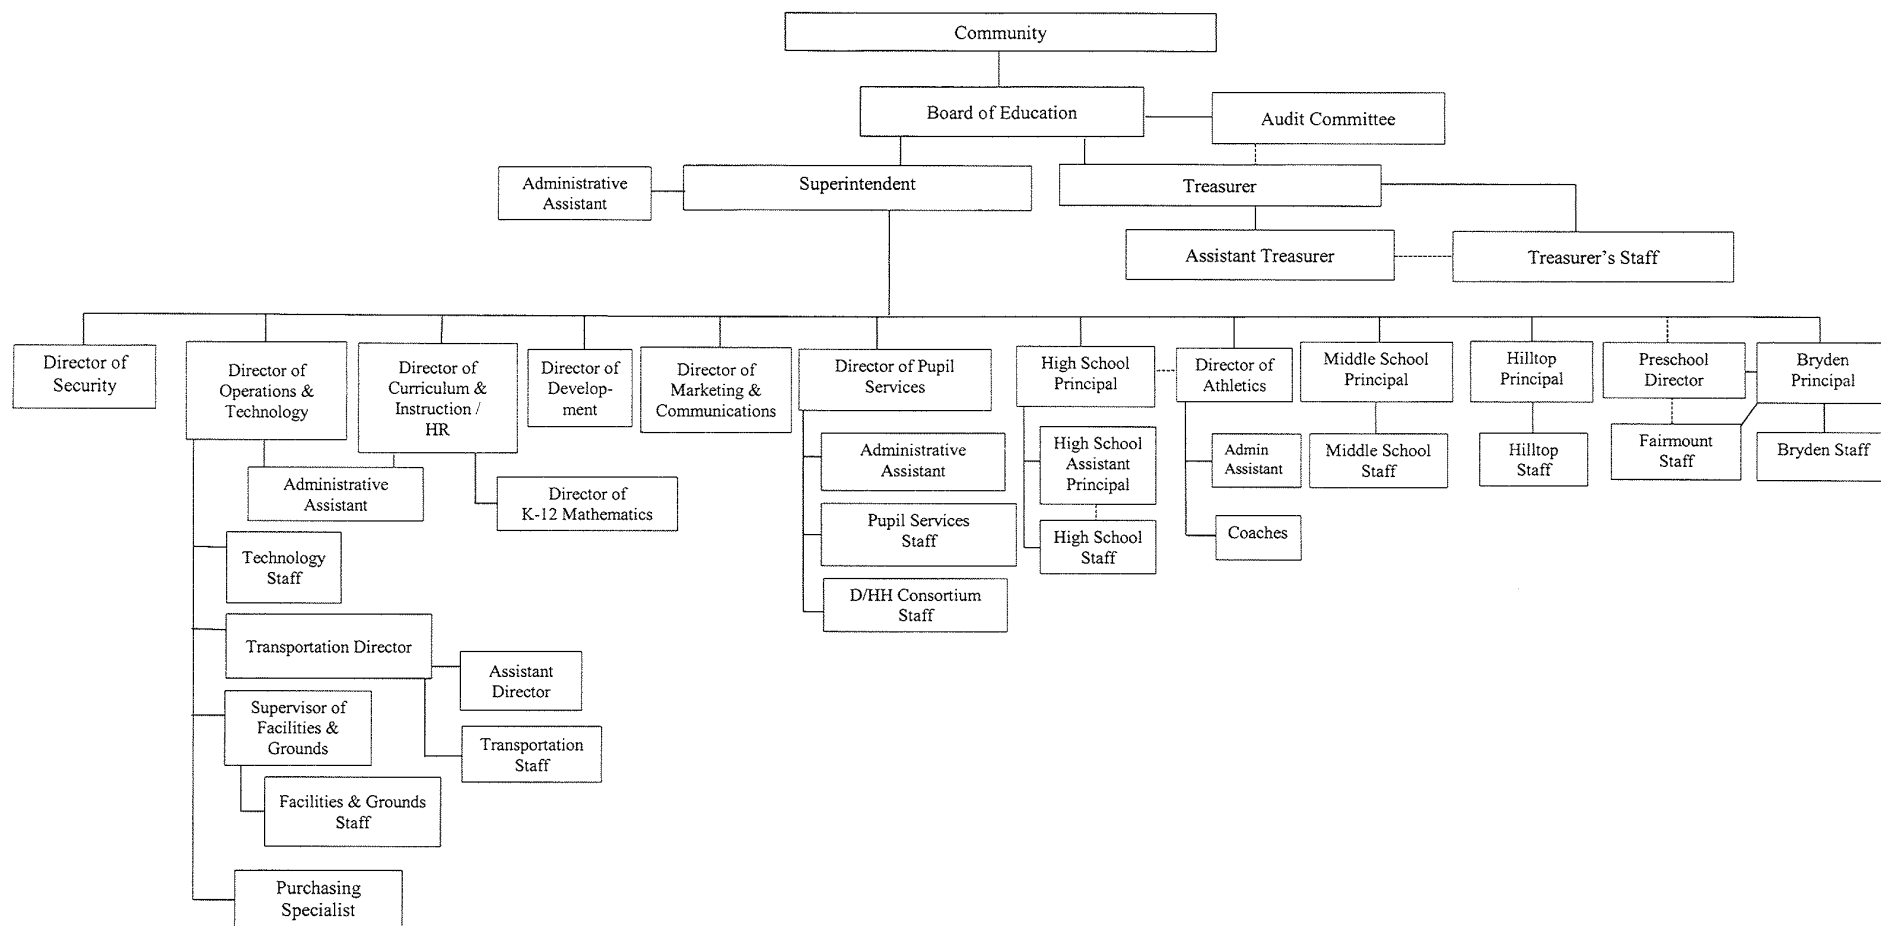 Community
Board of Education
Audit Committee
Administrative
Assistant
Superintendent
Treasurer
Assistant Treasurer
Treasurer's Staff
Director of
Security
Director of
Operations &
Technology
Director of
Curriculum &
Instruction /
HR
Director of
Develop-
ment
Director of
Marketing &
Communications
Director of Pupil
Services
High School
Principal
Director of
Athletics
Middle School
Principal
Hilltop
Principal
Preschool
Director
Bryden
Principal
Administrative
Assistant
Director of
K-12 Mathematics
Administrative
Assistant
High School
Assistant
Principal
Admin
Assistant
Middle School
Staff
Hilltop
Staff
Fairmount
Staff
Bryden Staff
Technology
Staff
Pupil Services
Staff
High School
Staff
Coaches
D/HH Consortium
Staff
Transportation Director
Assistant
Director
Transportation
Staff
Supervisor of
Facilities &
Grounds
Facilities & Grounds
Staff
Purchasing
Specialist